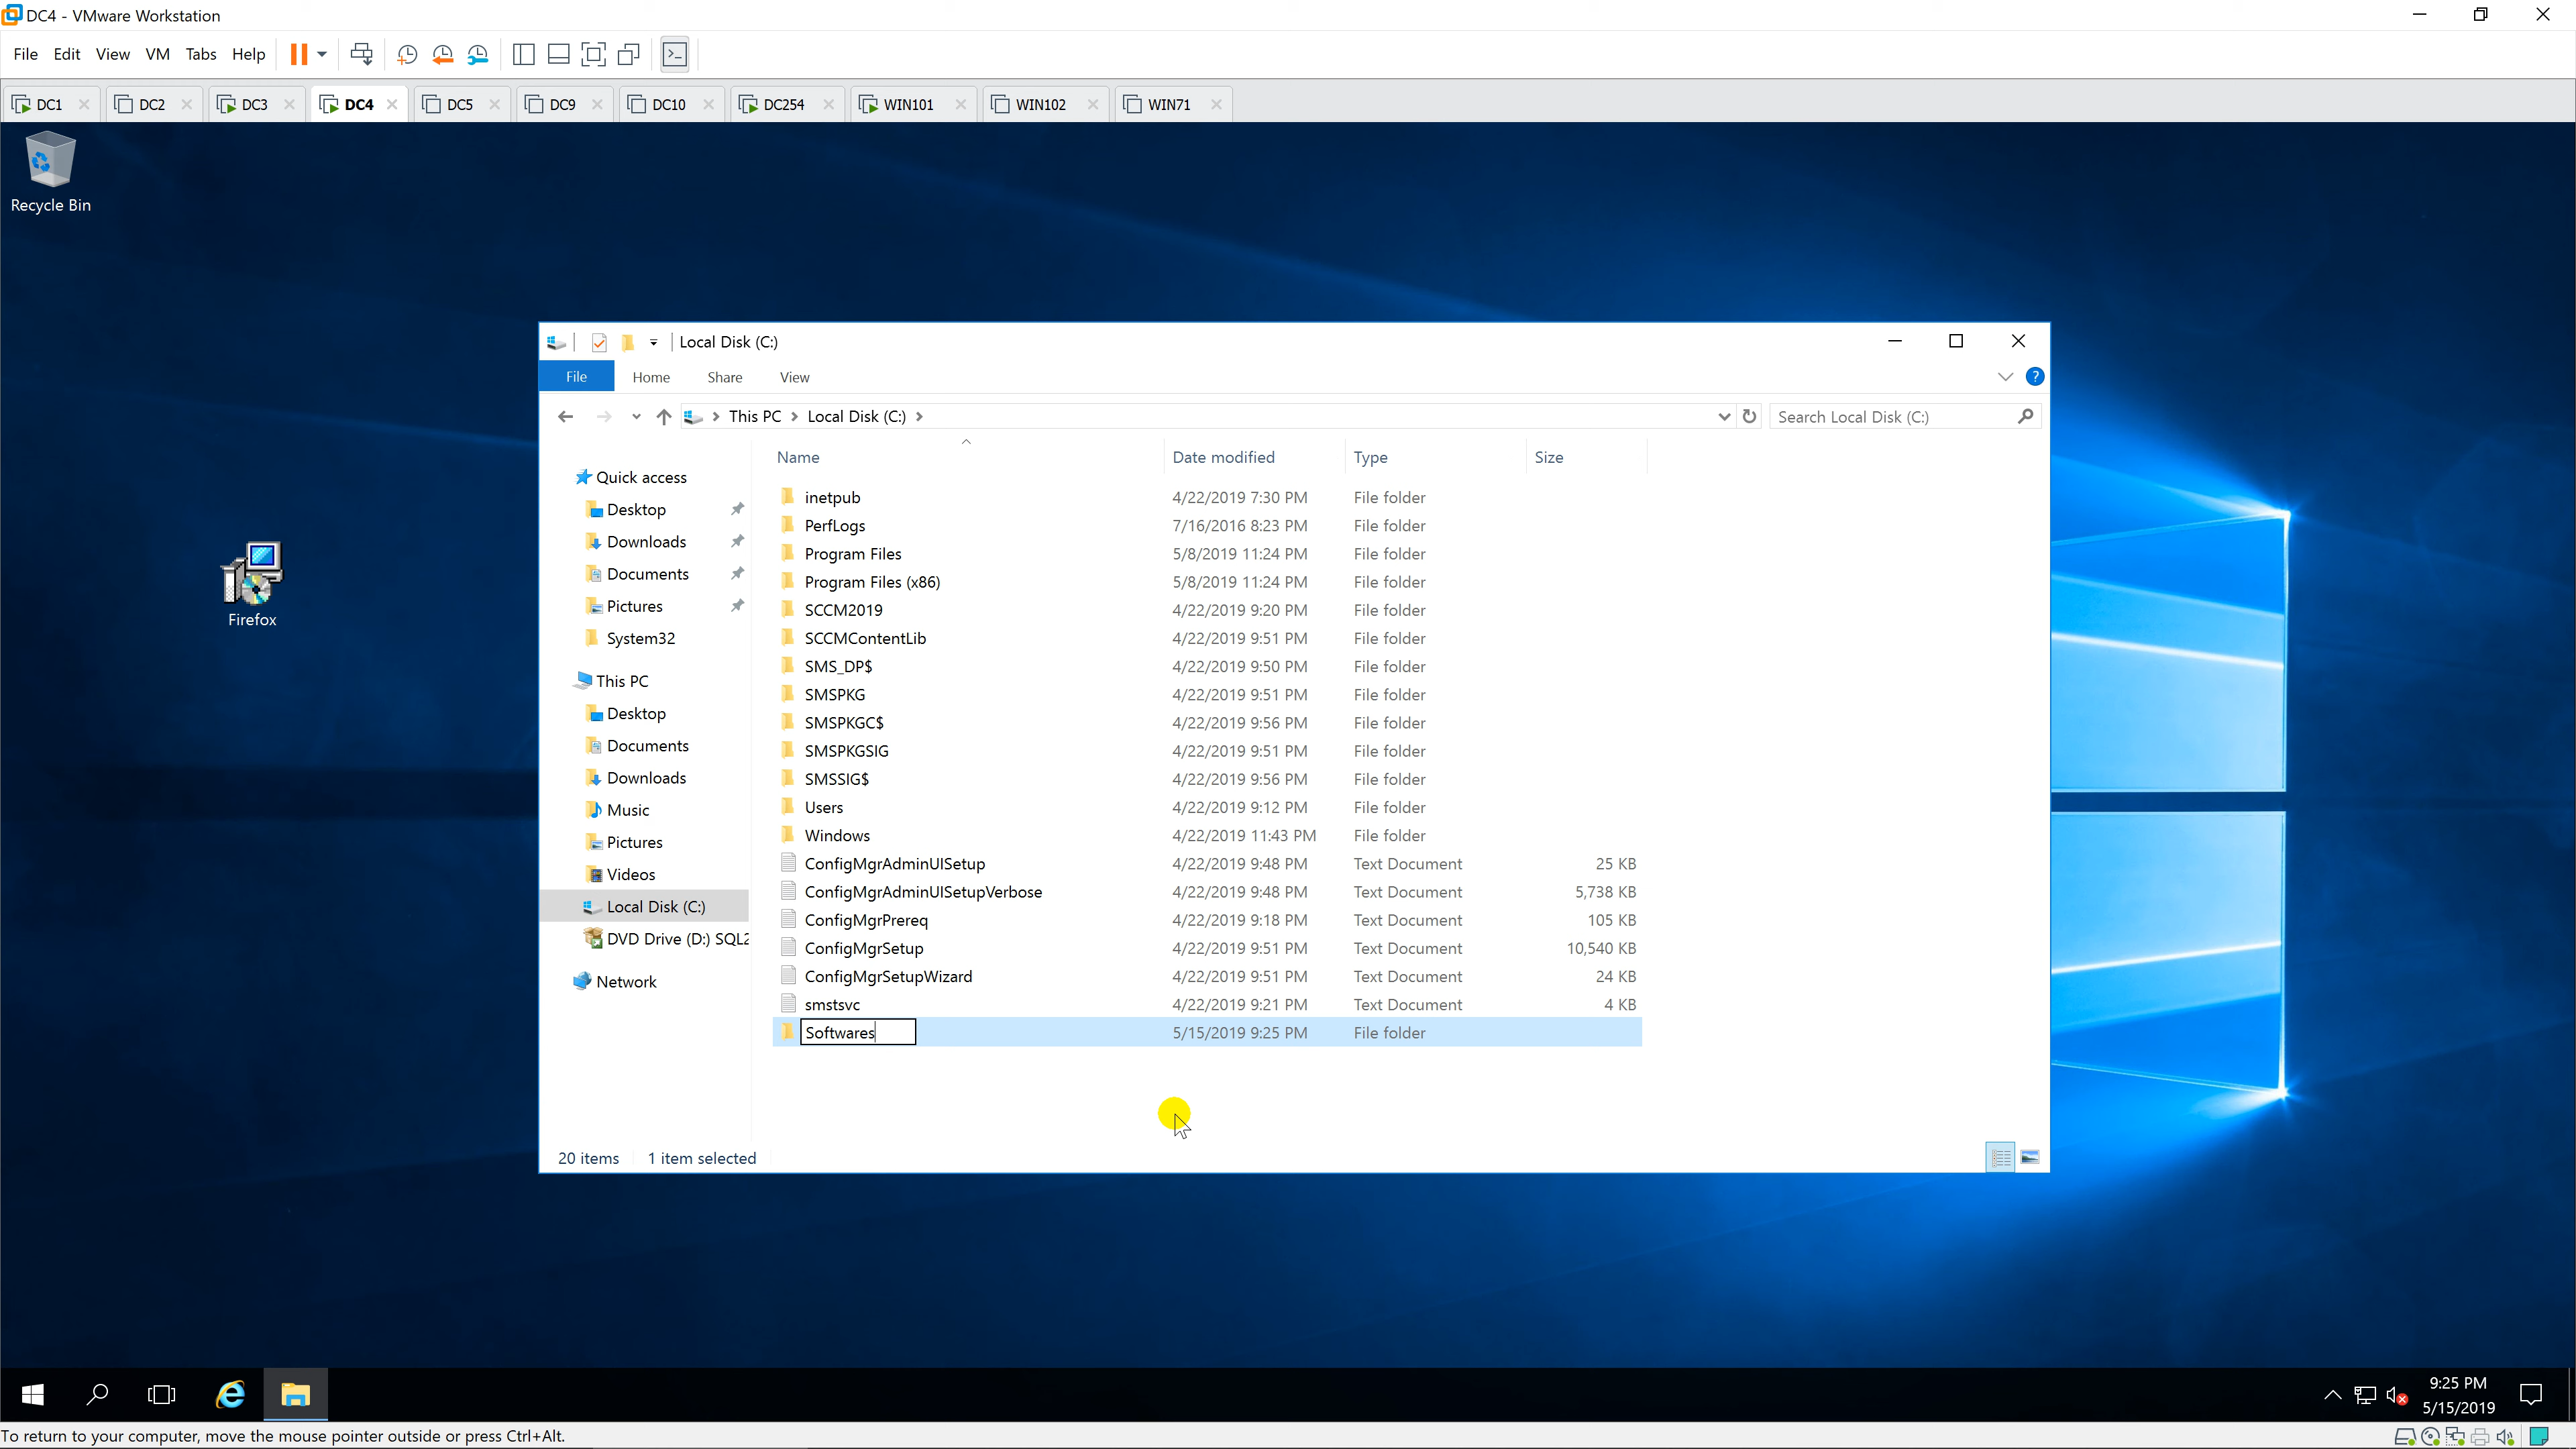 DC4 - VMware Workstation
File Edit View VM Tabs Help
DC1 DC2 DC3 DC4 DC5 DC9 DC10 DC254 WIN101 WIN102 WIN71
Recycle Bin
Firefox
Local Disk (C:)
File Home Share View
This PC Local Disk (C:)
Search Local Disk (C:)
Name Date modified Type Size
Quick access
Desktop
Downloads
Documents
Pictures
System32
This PC
Desktop
Documents
Downloads
Music
Pictures
Videos
Local Disk (C:)
DVD Drive (D:) SQL2
Network
inetpub 4/22/2019 7:30 PM File folder
PerfLogs 7/16/2016 8:23 PM File folder
Program Files 5/8/2019 11:24 PM File folder
Program Files (x86) 5/8/2019 11:24 PM File folder
SCCM2019 4/22/2019 9:20 PM File folder
SCCMContentLib 4/22/2019 9:51 PM File folder
SMS_DP$ 4/22/2019 9:50 PM File folder
SMSPKG 4/22/2019 9:51 PM File folder
SMSPKGC$ 4/22/2019 9:56 PM File folder
SMSPKGSIG 4/22/2019 9:51 PM File folder
SMSSIG$ 4/22/2019 9:56 PM File folder
Users 4/22/2019 9:12 PM File folder
Windows 4/22/2019 11:43 PM File folder
ConfigMgrAdminUISetup 4/22/2019 9:48 PM Text Document 25 KB
ConfigMgrAdminUISetupVerbose 4/22/2019 9:48 PM Text Document 5,738 KB
ConfigMgrPrereq 4/22/2019 9:18 PM Text Document 105 KB
ConfigMgrSetup 4/22/2019 9:51 PM Text Document 10,540 KB
ConfigMgrSetupWizard 4/22/2019 9:51 PM Text Document 24 KB
smstsvc 4/22/2019 9:21 PM Text Document 4 KB
Softwares 5/15/2019 9:25 PM File folder
20 items 1 item selected
9:25 PM
5/15/2019
To return to your computer, move the mouse pointer outside or press Ctrl+Alt.